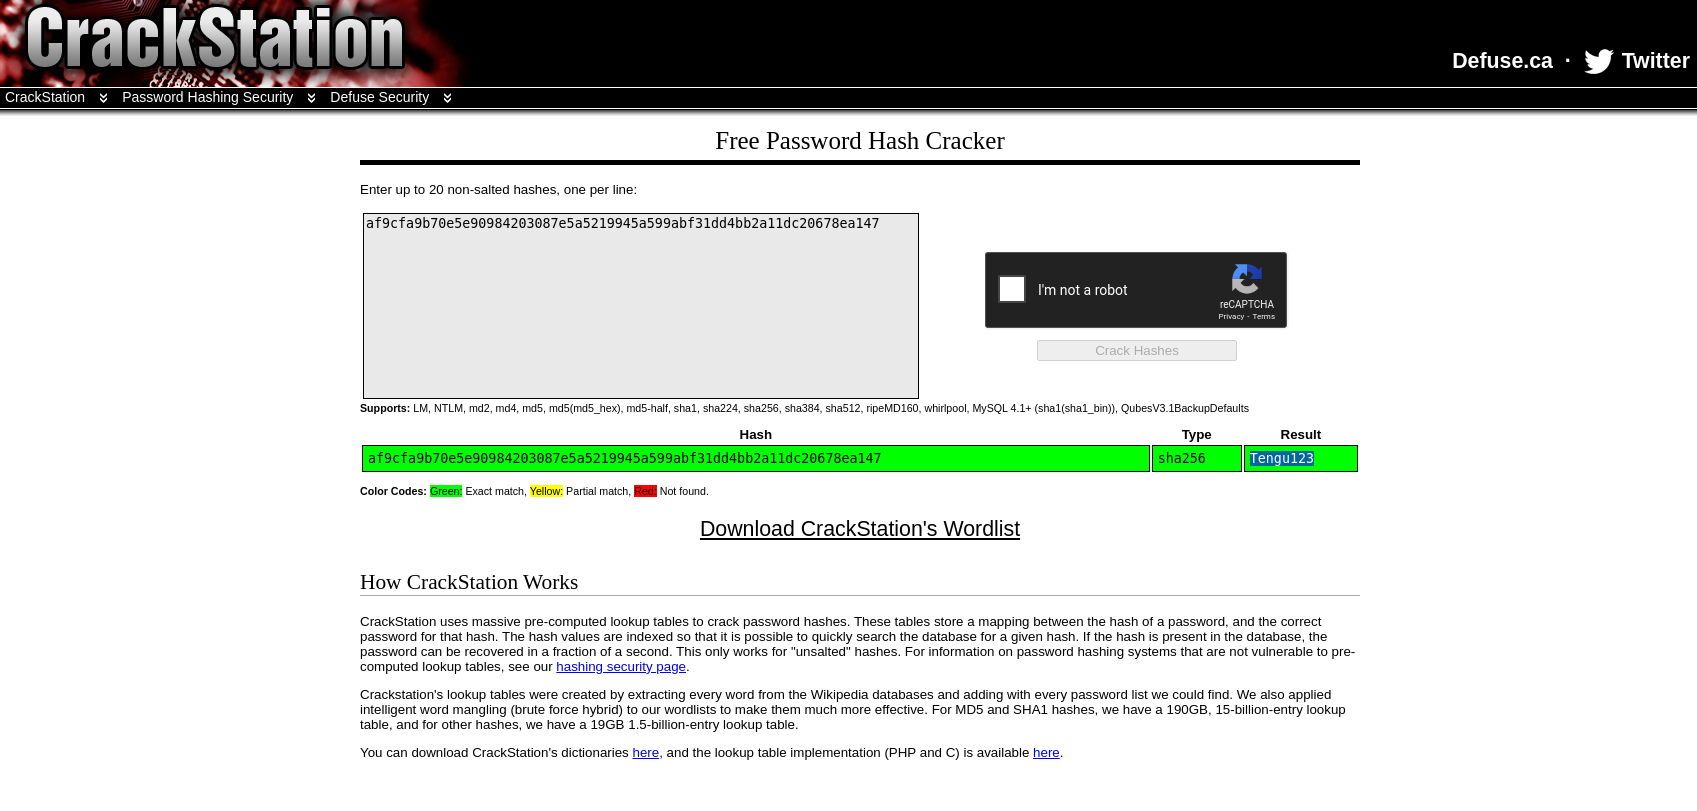 CrackStation
Defuse.ca · Twitter
CrackStation Password Hashing Security Defuse Security
Free Password Hash Cracker
Enter up to 20 non-salted hashes, one per line:
af9cfa9b70e5e90984203087e5a5219945a599abf31dd4bb2a11dc20678ea147
I'm not a robot
reCAPTCHA
Privacy - Terms
Crack Hashes
Supports: LM, NTLM, md2, md4, md5, md5(md5_hex), md5-half, sha1, sha224, sha256, sha384, sha512, ripeMD160, whirlpool, MySQL 4.1+ (sha1(sha1_bin)), QubesV3.1BackupDefaults
Hash Type Result
af9cfa9b70e5e90984203087e5a5219945a599abf31dd4bb2a11dc20678ea147 sha256 Tengu123
Color Codes: Green: Exact match, Yellow: Partial match, Red: Not found.
Download CrackStation's Wordlist
How CrackStation Works
CrackStation uses massive pre-computed lookup tables to crack password hashes. These tables store a mapping between the hash of a password, and the correct
password for that hash. The hash values are indexed so that it is possible to quickly search the database for a given hash. If the hash is present in the database, the
password can be recovered in a fraction of a second. This only works for "unsalted" hashes. For information on password hashing systems that are not vulnerable to pre-
computed lookup tables, see our hashing security page.
Crackstation's lookup tables were created by extracting every word from the Wikipedia databases and adding with every password list we could find. We also applied
intelligent word mangling (brute force hybrid) to our wordlists to make them much more effective. For MD5 and SHA1 hashes, we have a 190GB, 15-billion-entry lookup
table, and for other hashes, we have a 19GB 1.5-billion-entry lookup table.
You can download CrackStation's dictionaries here, and the lookup table implementation (PHP and C) is available here.